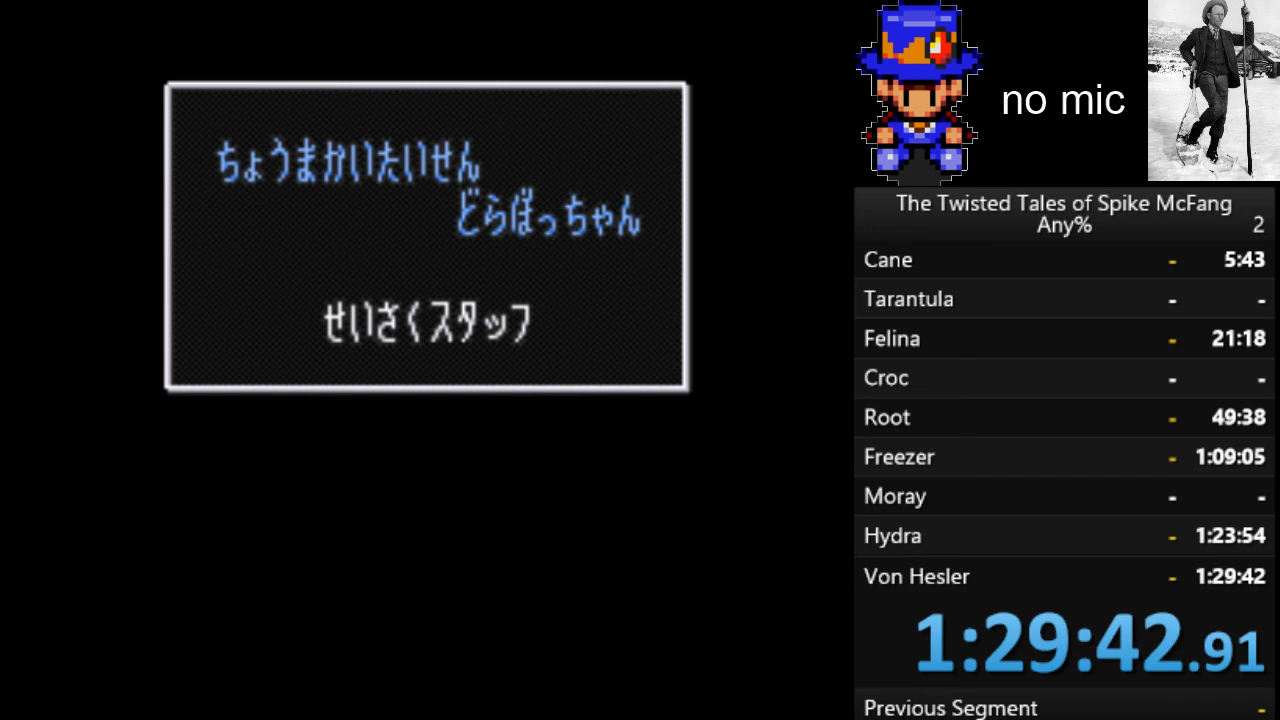 ちょうまかいたいせん
どらぼっちゃん
せいさくスタッフ
no mic
The Twisted Tales of Spike McFang
Any% 2
Cane - 5:43
Tarantula - -
Felina - 21:18
Croc - -
Root - 49:38
Freezer - 1:09:05
Moray - -
Hydra - 1:23:54
Von Hesler - 1:29:42
1:29:42.91
Previous Segment -